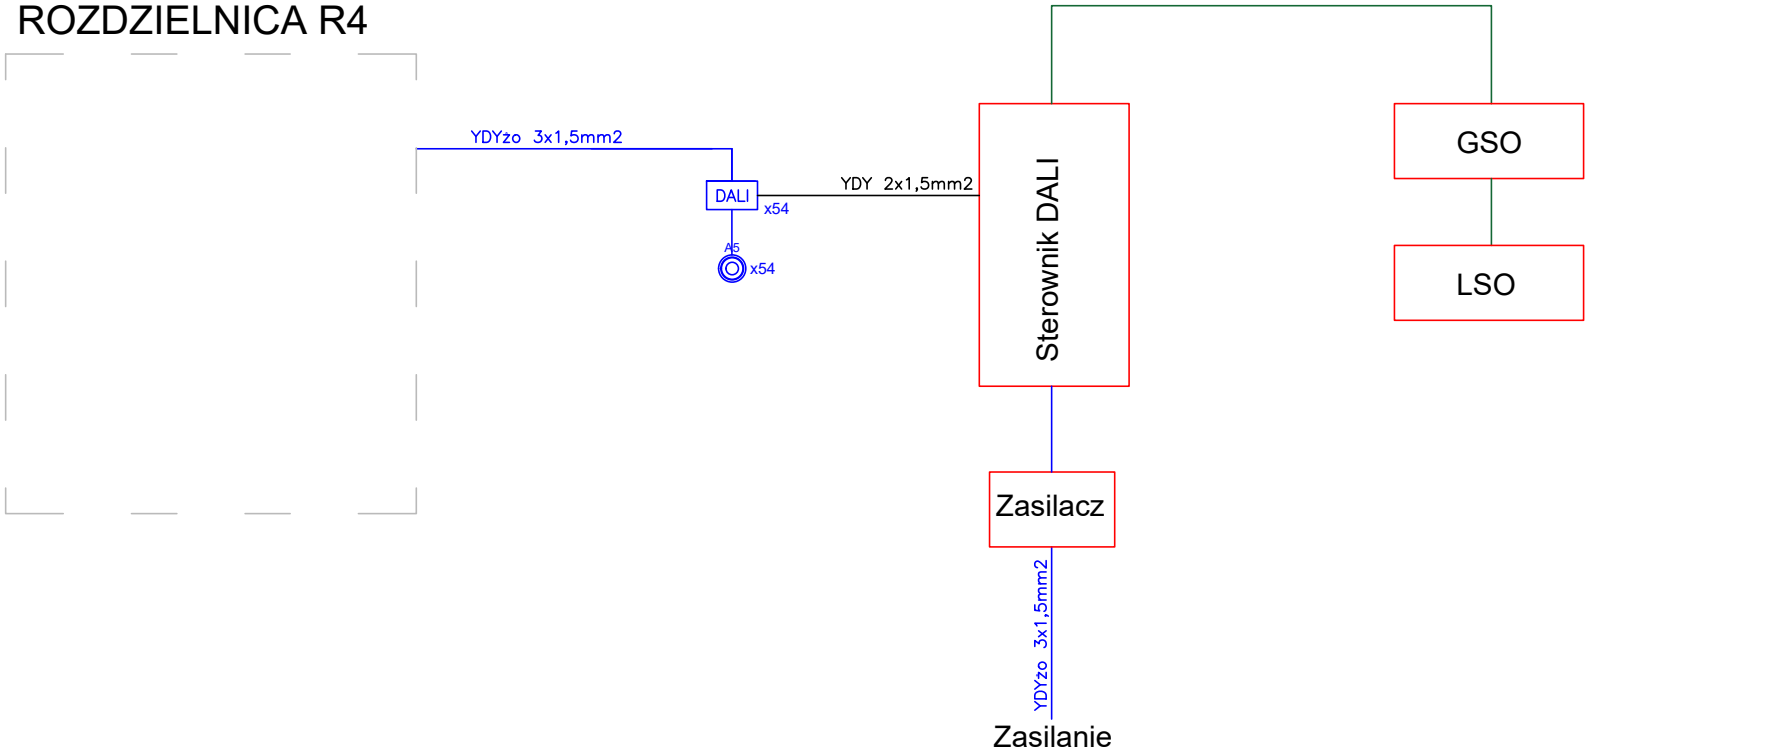 ROZDZIELNICA R4
YDYżo 3x1,5mm2
DALI
x54
A5
x54
YDY 2x1,5mm2
Sterownik DALI
GSO
LSO
Zasilacz
YDYżo 3x1,5mm2
Zasilanie